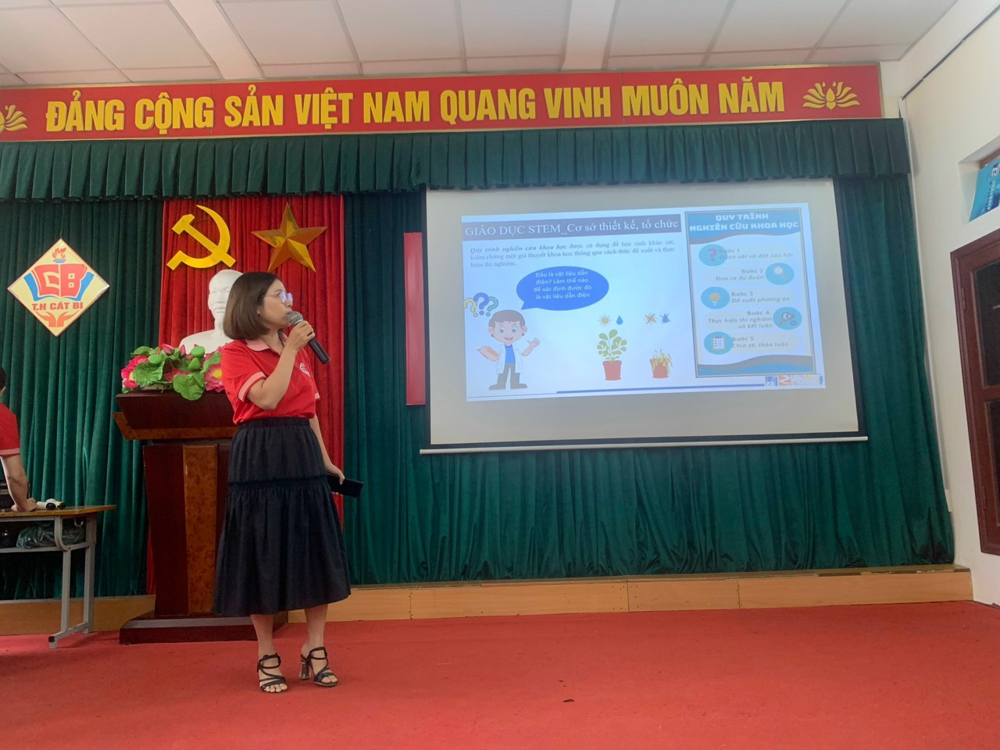 ĐẢNG CỘNG SẢN VIỆT NAM QUANG VINH MUÔN NĂM
CB
T.H CÁT BI
GIÁO DỤC STEM_Cơ sở thiết kế, tổ chức
Quy trình nghiên cứu khoa học được sử dụng để học sinh khảo sát,
kiểm chứng một giả thuyết khoa học thông qua cách thức đề xuất và thực
hiện thí nghiệm.
Đâu là vật liệu dẫn
điện? Làm thế nào
để xác định được đó
là vật liệu dẫn điện
QUY TRÌNH
NGHIÊN CỨU KHOA HỌC
Bước 1
Quan sát và đặt câu hỏi
Bước 2
Đưa ra dự đoán
Bước 3
Đề xuất phương án
Bước 4
Thực hiện thí nghiệm
và kết luận
Bước 5
Chia sẻ, thảo luận